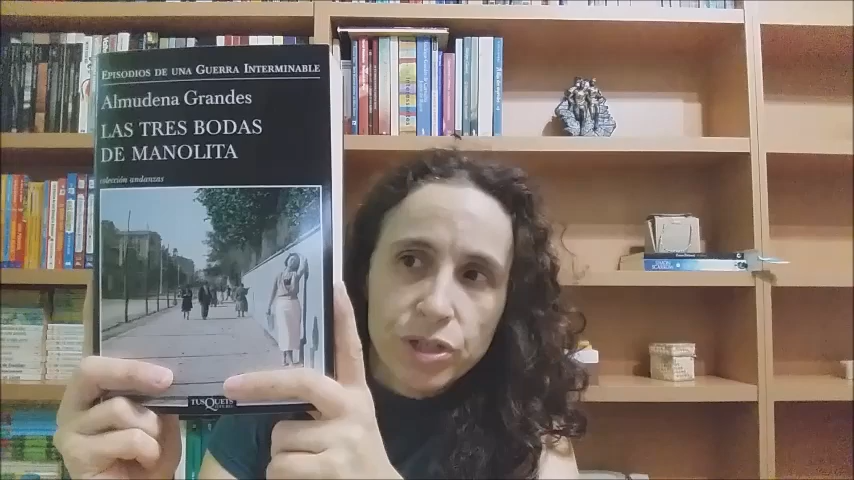 EPISODIOS DE UNA GUERRA INTERMINABLE
Almudena Grandes
LAS TRES BODAS
DE MANOLITA
colección andanzas
TUSQUETS